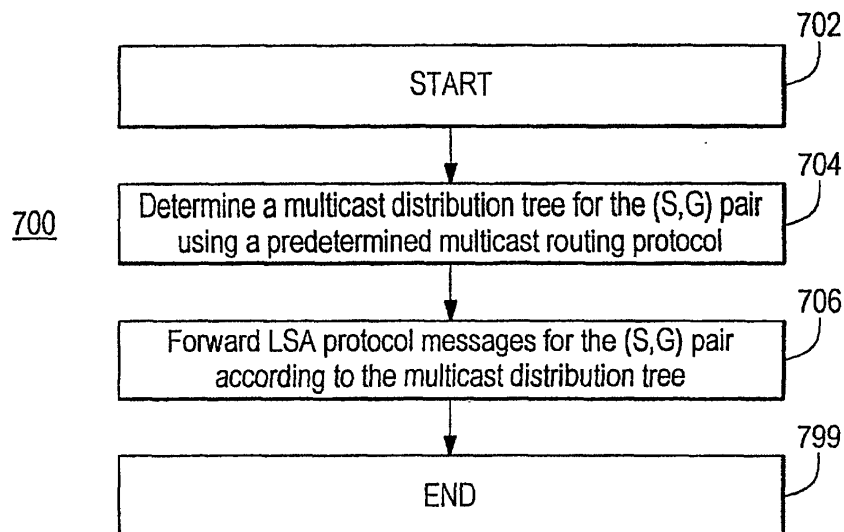 702
START
704
700
Determine a multicast distribution tree for the (S,G) pair
using a predetermined multicast routing protocol
706
Forward LSA protocol messages for the (S,G) pair
according to the multicast distribution tree
799
END